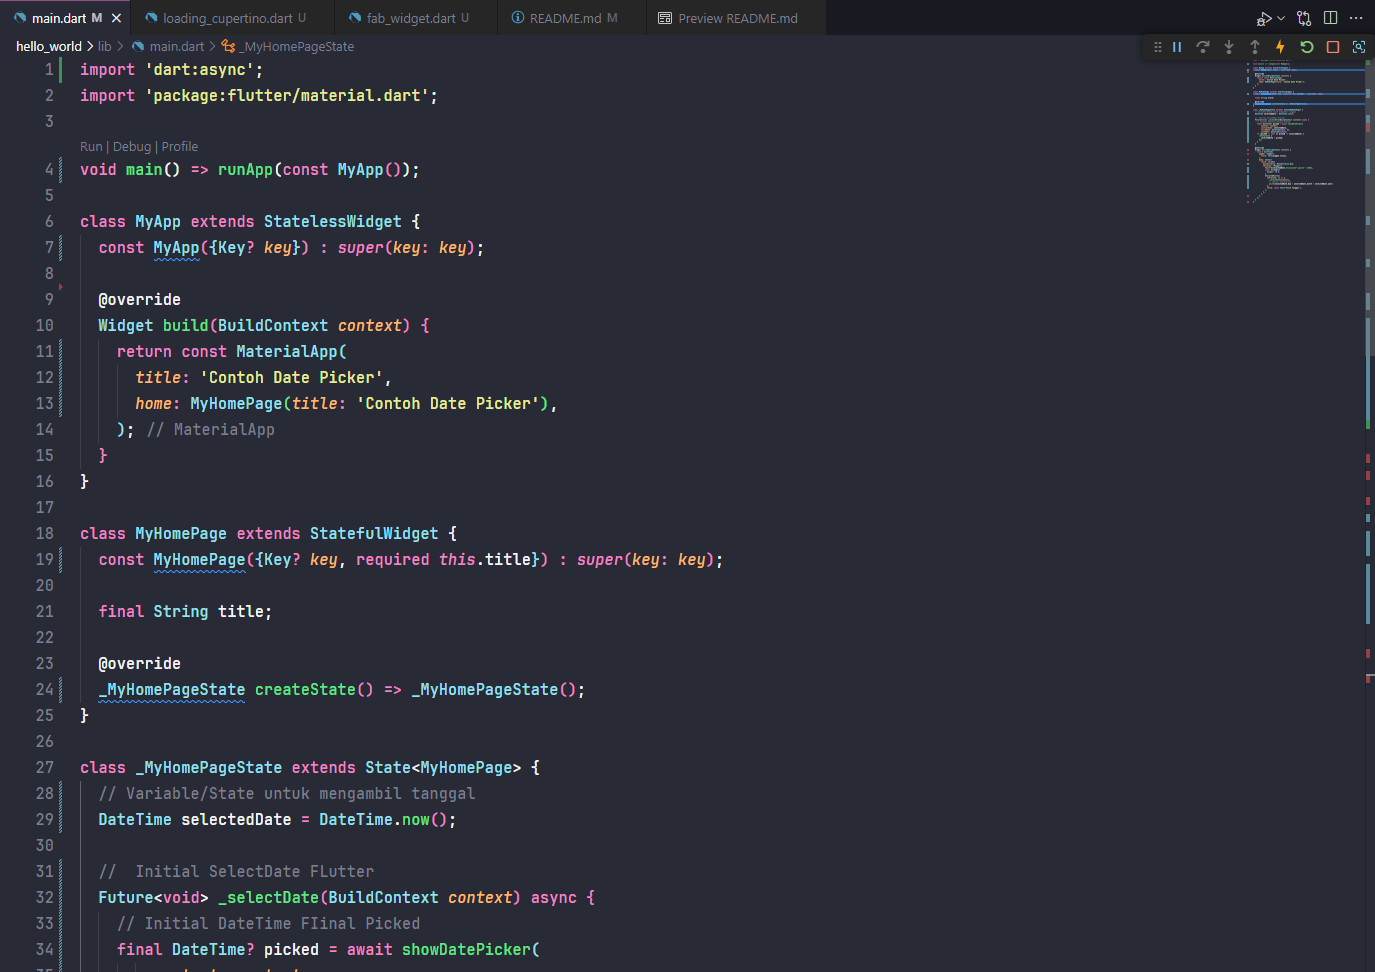 main.dart M
loading_cupertino.dart U
fab_widget.dart U
README.md M
Preview README.md
hello_world > lib > main.dart > _MyHomePageState
1 import 'dart:async';
2 import 'package:flutter/material.dart';
3
Run | Debug | Profile
4 void main() => runApp(const MyApp());
5
6 class MyApp extends StatelessWidget {
7 const MyApp({Key? key}) : super(key: key);
8
9 @override
10 Widget build(BuildContext context) {
11 return const MaterialApp(
12 title: 'Contoh Date Picker',
13 home: MyHomePage(title: 'Contoh Date Picker'),
14 ); // MaterialApp
15 }
16 }
17
18 class MyHomePage extends StatefulWidget {
19 const MyHomePage({Key? key, required this.title}) : super(key: key);
20
21 final String title;
22
23 @override
24 _MyHomePageState createState() => _MyHomePageState();
25 }
26
27 class _MyHomePageState extends State<MyHomePage> {
28 // Variable/State untuk mengambil tanggal
29 DateTime selectedDate = DateTime.now();
30
31 //  Initial SelectDate FLutter
32 Future<void> _selectDate(BuildContext context) async {
33 // Initial DateTime FIinal Picked
34 final DateTime? picked = await showDatePicker(